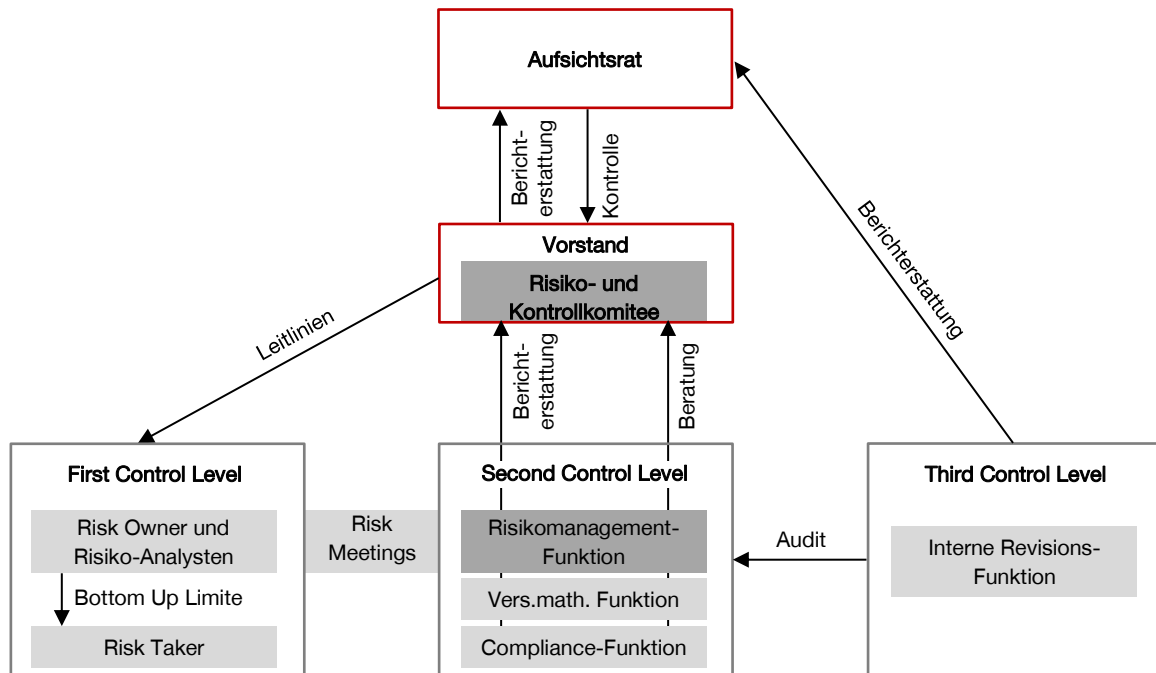 Aufsichtsrat
Bericht-
erstattung
Kontrolle
Berichterstattung
Vorstand
Risiko- und
Kontrollkomitee
Leitlinien
Bericht-
erstattung
Beratung
First Control Level
Risk Owner und
Risiko-Analysten
Bottom Up Limite
Risk Taker
Risk
Meetings
Second Control Level
Risikomanagement-
Funktion
Vers.math. Funktion
Compliance-Funktion
Audit
Third Control Level
Interne Revisions-
Funktion